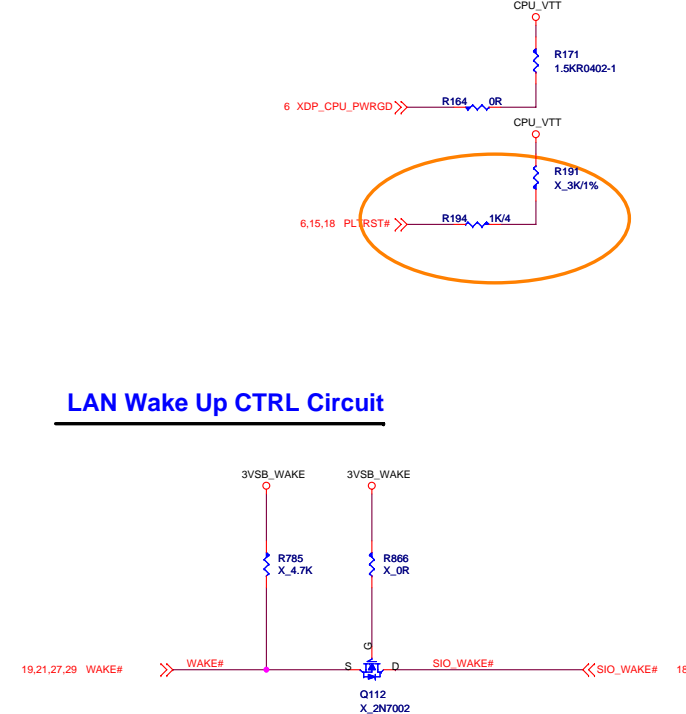 CPU_VTT
R171
1.5KR0402-1
6 XDP_CPU_PWRGD R164 0R
CPU_VTT
R191
X_3K/1%
6,15,18 PLTRST# R194 1K/4
LAN Wake Up CTRL Circuit
3VSB_WAKE 3VSB_WAKE
R785 R866
X_4.7K X_0R
G
19,21,27,29 WAKE# WAKE# S D SIO_WAKE# SIO_WAKE# 18
Q112
X_2N7002